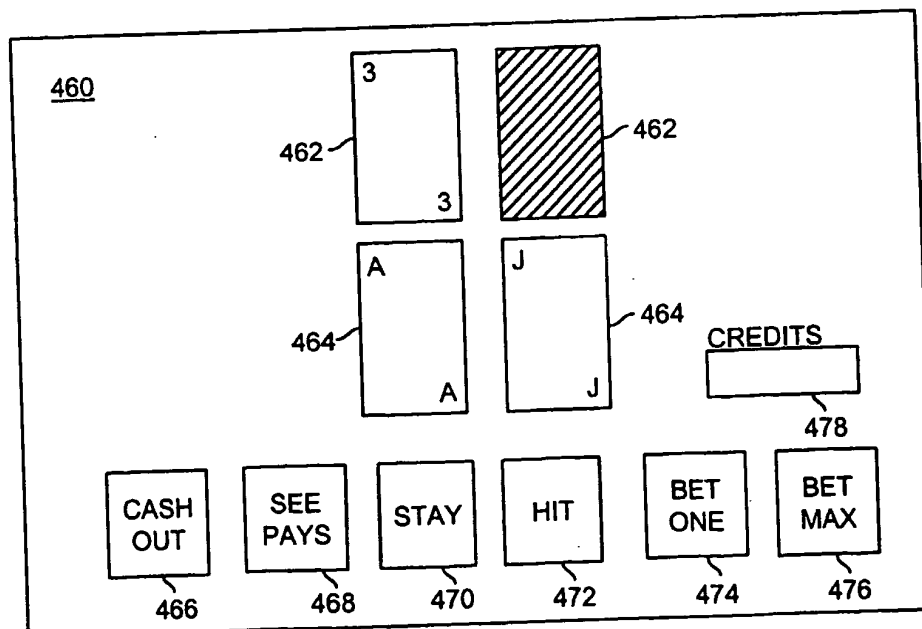 460
3
3
462
462
A
A
J
J
464
464
CREDITS
478
CASH
OUT
SEE
PAYS
STAY
HIT
BET
ONE
BET
MAX
466
468
470
472
474
476